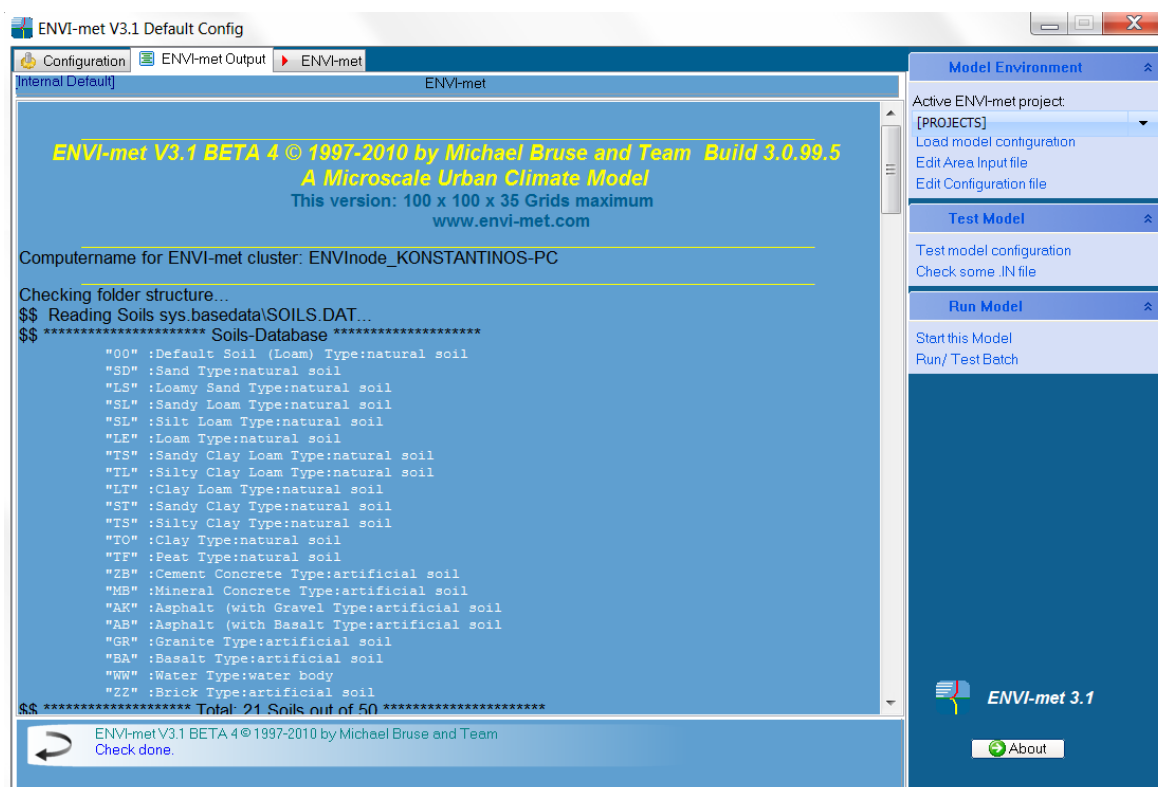 ENVI-met V3.1 Default Config
Configuration ENVI-met Output ENVI-met
[Internal Default] ENVI-met
ENVI-met V3.1 BETA 4 © 1997-2010 by Michael Bruse and Team Build 3.0.99.5
A Microscale Urban Climate Model
This version: 100 x 100 x 35 Grids maximum
www.envi-met.com
Computername for ENVI-met cluster: ENVInode_KONSTANTINOS-PC
Checking folder structure...
$$ Reading Soils sys.basedata\SOILS.DAT...
$$ ********************** Soils-Database ********************
"00" :Default Soil (Loam) Type:natural soil
"SD" :Sand Type:natural soil
"LS" :Loamy Sand Type:natural soil
"SL" :Sandy Loam Type:natural soil
"SL" :Silt Loam Type:natural soil
"LE" :Loam Type:natural soil
"TS" :Sandy Clay Loam Type:natural soil
"TL" :Silty Clay Loam Type:natural soil
"LT" :Clay Loam Type:natural soil
"ST" :Sandy Clay Type:natural soil
"TS" :Silty Clay Type:natural soil
"TO" :Clay Type:natural soil
"TF" :Peat Type:natural soil
"ZB" :Cement Concrete Type:artificial soil
"MB" :Mineral Concrete Type:artificial soil
"AK" :Asphalt (with Gravel Type:artificial soil
"AB" :Asphalt (with Basalt Type:artificial soil
"GR" :Granite Type:artificial soil
"BA" :Basalt Type:artificial soil
"WW" :Water Type:water body
"ZZ" :Brick Type:artificial soil
$$ ******************** Total: 21 Soils out of 50 **********************
ENVI-met V3.1 BETA 4 © 1997-2010 by Michael Bruse and Team
Check done.
Model Environment
Active ENVI-met project:
[PROJECTS]
Load model configuration
Edit Area Input file
Edit Configuration file
Test Model
Test model configuration
Check some .IN file
Run Model
Start this Model
Run/ Test Batch
ENVI-met 3.1
About